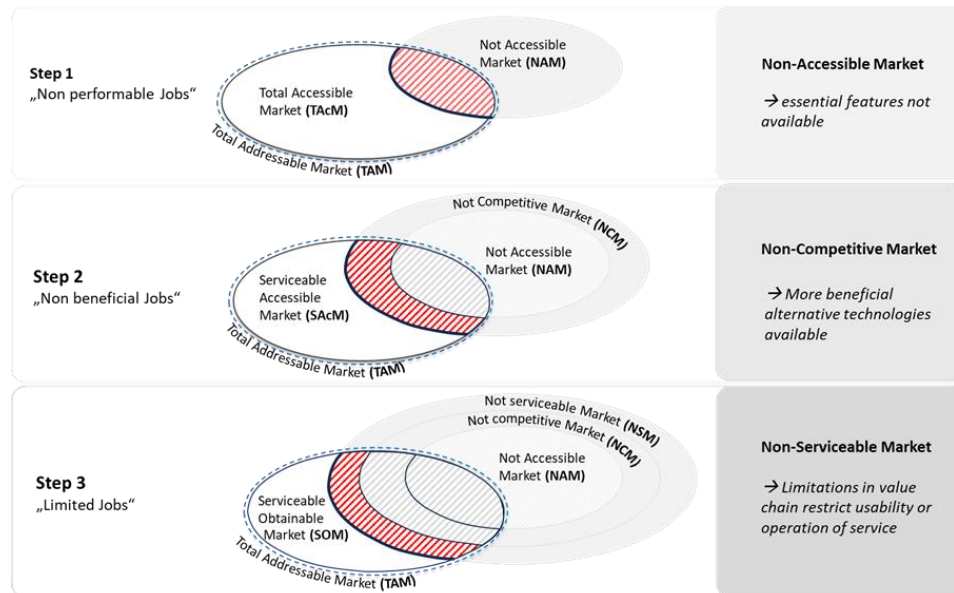 Step 1
„Non performable Jobs“
Total Accessible
Market (TAcM)
Not Accessible
Market (NAM)
Total Addressable Market (TAM)
Non-Accessible Market
→ essential features not
available
Step 2
„Non beneficial Jobs“
Serviceable
Accessible
Market (SAcM)
Not Competitive Market (NCM)
Not Accessible
Market (NAM)
Total Addressable Market (TAM)
Non-Competitive Market
→ More beneficial
alternative technologies
available
Step 3
„Limited Jobs“
Serviceable
Obtainable
Market (SOM)
Not serviceable Market (NSM)
Not competitive Market (NCM)
Not Accessible
Market (NAM)
Total Addressable Market (TAM)
Non-Serviceable Market
→ Limitations in value
chain restrict usability or
operation of service